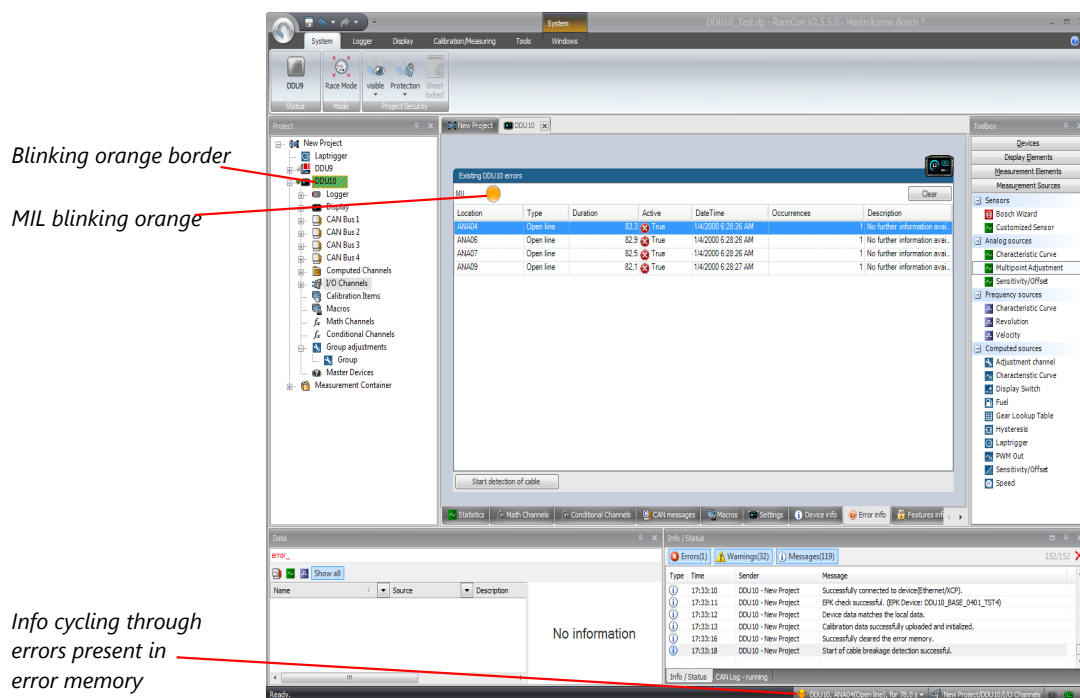 System
DDU10_Test.rlp - RaceCon V2.5.5.0 - Masterlicense Bosch *
System Logger Display Calibration/Measuring Tools Windows
DDU9 Race Mode visible Protection Sheet locked
Status Mode Project Security
Project
New Project
Laptrigger
DDU9
DDU10
Logger
Display
CAN Bus 1
CAN Bus 2
CAN Bus 3
CAN Bus 4
Computed Channels
I/O Channels
Calibration Items
Macros
fx Math Channels
fx Conditional Channels
Group adjustments
Group
Master Devices
Measurement Container
Blinking orange border
MIL blinking orange
Info cycling through
errors present in
error memory
New Project DDU10
Existing DDU10 errors
MIL Clear
Location Type Duration Active DateTime Occurrences Description
ANA04 Open line 83,3 True 1/4/2000 6:28:26 AM 1 No further information avai...
ANA06 Open line 82,9 True 1/4/2000 6:28:26 AM 1 No further information avai...
ANA07 Open line 82,5 True 1/4/2000 6:28:26 AM 1 No further information avai...
ANA09 Open line 82,1 True 1/4/2000 6:28:27 AM 1 No further information avai...
Start detection of cable
Statistics fx Math Channels fx Conditional Channels CAN messages Macros Settings Device info Error info Features inf
Toolbox
Devices
Display Elements
Measurement Elements
Measurement Sources
Sensors
Bosch Wizard
Customized Sensor
Analog sources
Characteristic Curve
Multipoint Adjustment
Sensitivity/Offset
Frequency sources
Characteristic Curve
Revolution
Velocity
Computed sources
Adjustment channel
Characteristic Curve
Display Switch
Fuel
Gear Lookup Table
Hysteresis
Laptrigger
PWM Out
Sensitivity/Offset
Speed
Data
error_
Show all
Name Source Description
No information
Info / Status
Errors(1) Warnings(32) Messages(119) 152/152
Type Time Sender Message
17:33:10 DDU10 - New Project Successfully connected to device(Ethernet/XCP).
17:33:11 DDU10 - New Project EPK check successful. (EPK Device: DDU10_BASE_0401_TST4)
17:33:12 DDU10 - New Project Device data matches the local data.
17:33:13 DDU10 - New Project Calibration data successfully uploaded and initialized.
17:33:16 DDU10 - New Project Successfully cleared the error memory.
17:33:18 DDU10 - New Project Start of cable breakage detection successful.
Info / Status CAN Log - running
Ready.
DDU10, ANA04(Open line), for 78.0 s New Project/DDU10/I/O Channels